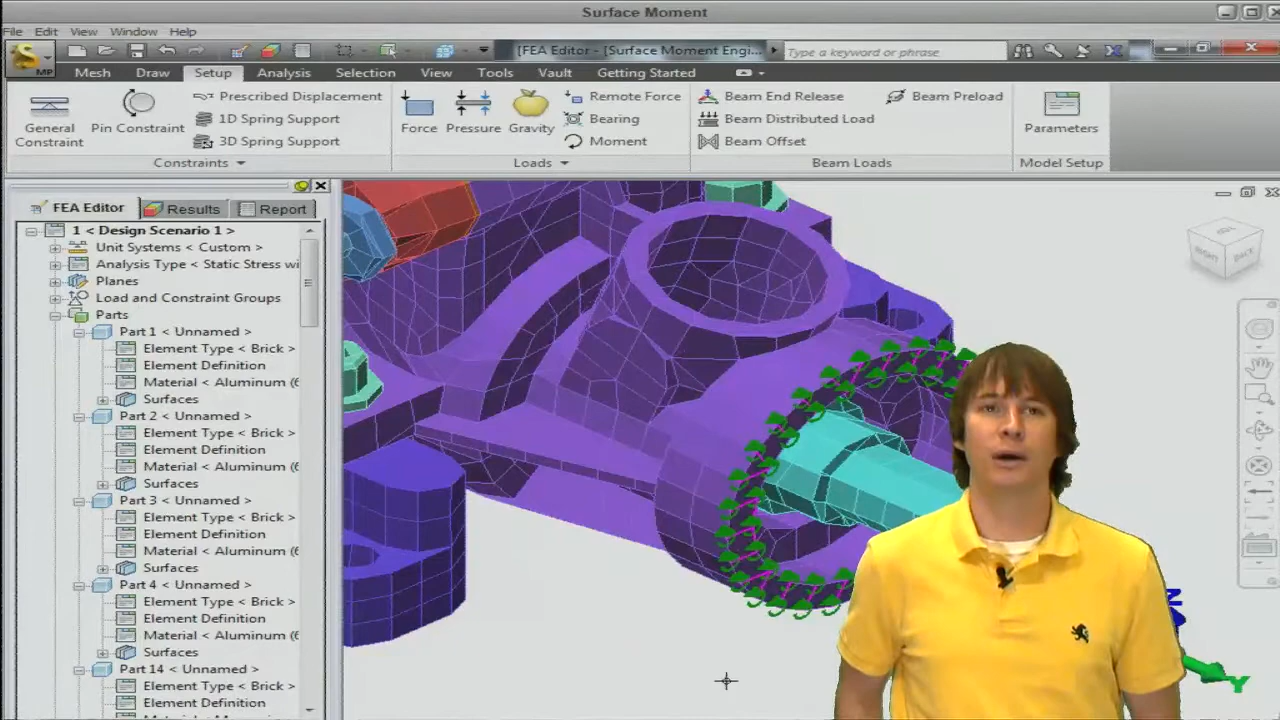 Surface Moment
File Edit View Window Help
[FEA Editor - [Surface Moment Engi...
Type a keyword or phrase
MP
Mesh Draw Setup Analysis Selection View Tools Vault Getting Started
General Constraint
Pin Constraint
Prescribed Displacement
1D Spring Support
3D Spring Support
Constraints
Force
Pressure
Gravity
Remote Force
Bearing
Moment
Loads
Beam End Release
Beam Distributed Load
Beam Offset
Beam Preload
Beam Loads
Parameters
Model Setup
FEA Editor Results Report
1 < Design Scenario 1 >
Unit Systems < Custom >
Analysis Type < Static Stress wi
Planes
Load and Constraint Groups
Parts
Part 1 < Unnamed >
Element Type < Brick >
Element Definition
Material < Aluminum (6
Surfaces
Part 2 < Unnamed >
Element Type < Brick >
Element Definition
Material < Aluminum (6
Surfaces
Part 3 < Unnamed >
Element Type < Brick >
Element Definition
Material < Aluminum (6
Surfaces
Part 4 < Unnamed >
Element Type < Brick >
Element Definition
Material < Aluminum (6
Surfaces
Part 14 < Unnamed >
Element Type < Brick >
Element Definition
RIGHT
BACK
Y